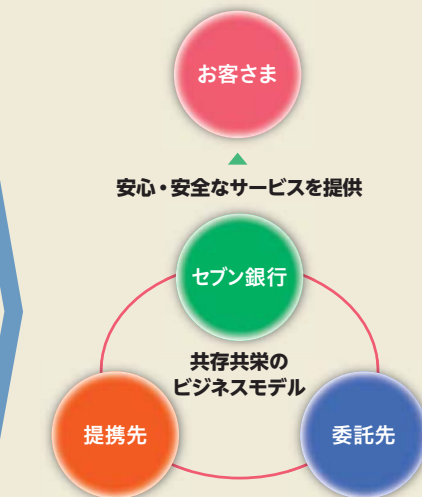 お客さま
安心・安全なサービスを提供
セブン銀行
共存共栄の
ビジネスモデル
提携先
委託先